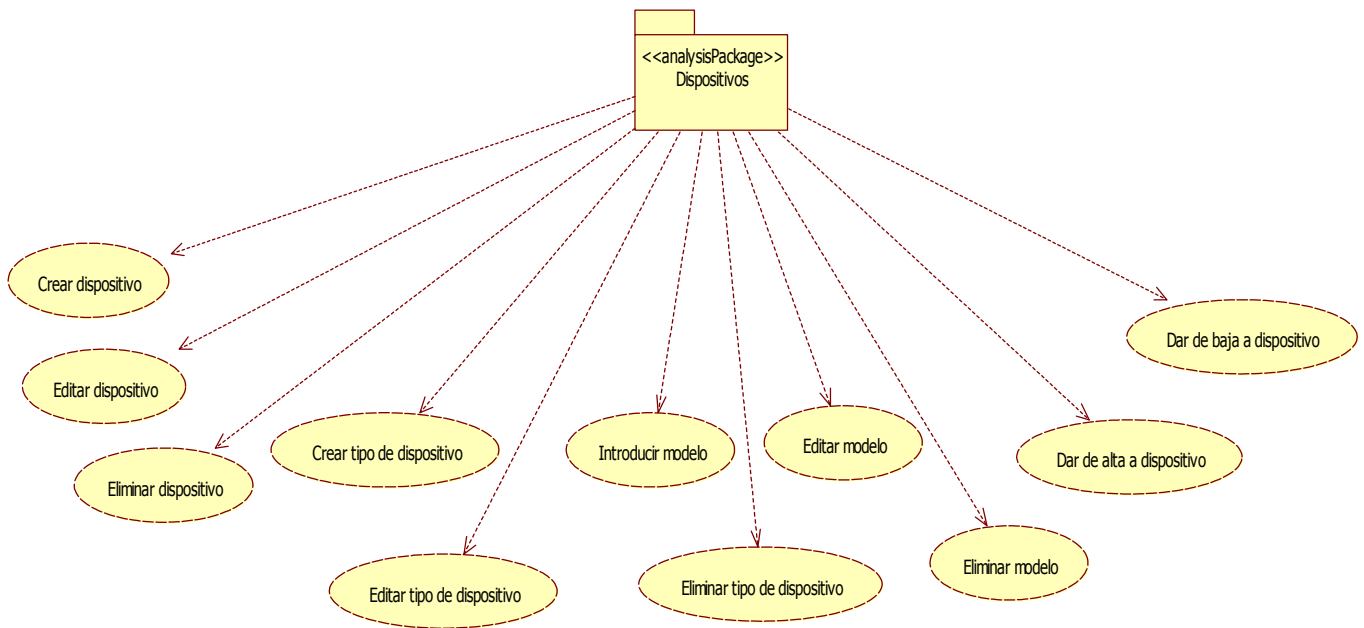 <<analysisPackage>>
Dispositivos
Crear dispositivo
Dar de baja a dispositivo
Editar dispositivo
Crear tipo de dispositivo
Introducir modelo
Editar modelo
Dar de alta a dispositivo
Eliminar dispositivo
Eliminar modelo
Editar tipo de dispositivo
Eliminar tipo de dispositivo